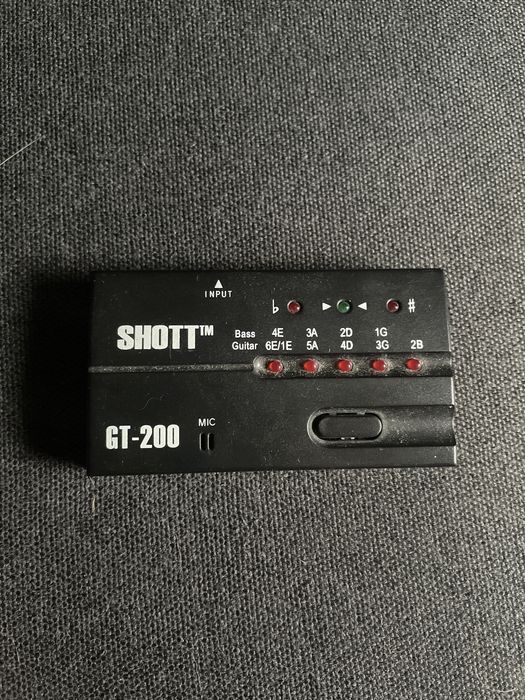 INPUT
♭ ► ◄ #
SHOTT™
Bass 4E 3A 2D 1G
Guitar 6E/1E 5A 4D 3G 2B
GT-200
MIC